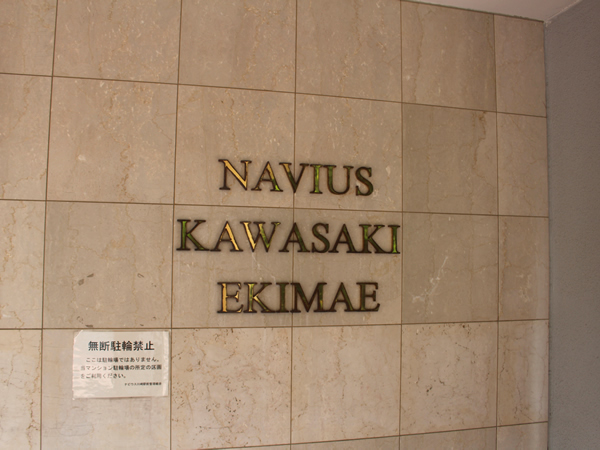 NAVIUS
KAWASAKI
EKIMAE
無断駐輪禁止
ここは駐輪場ではありません。
当マンション駐輪場の所定の区画
をご利用ください。